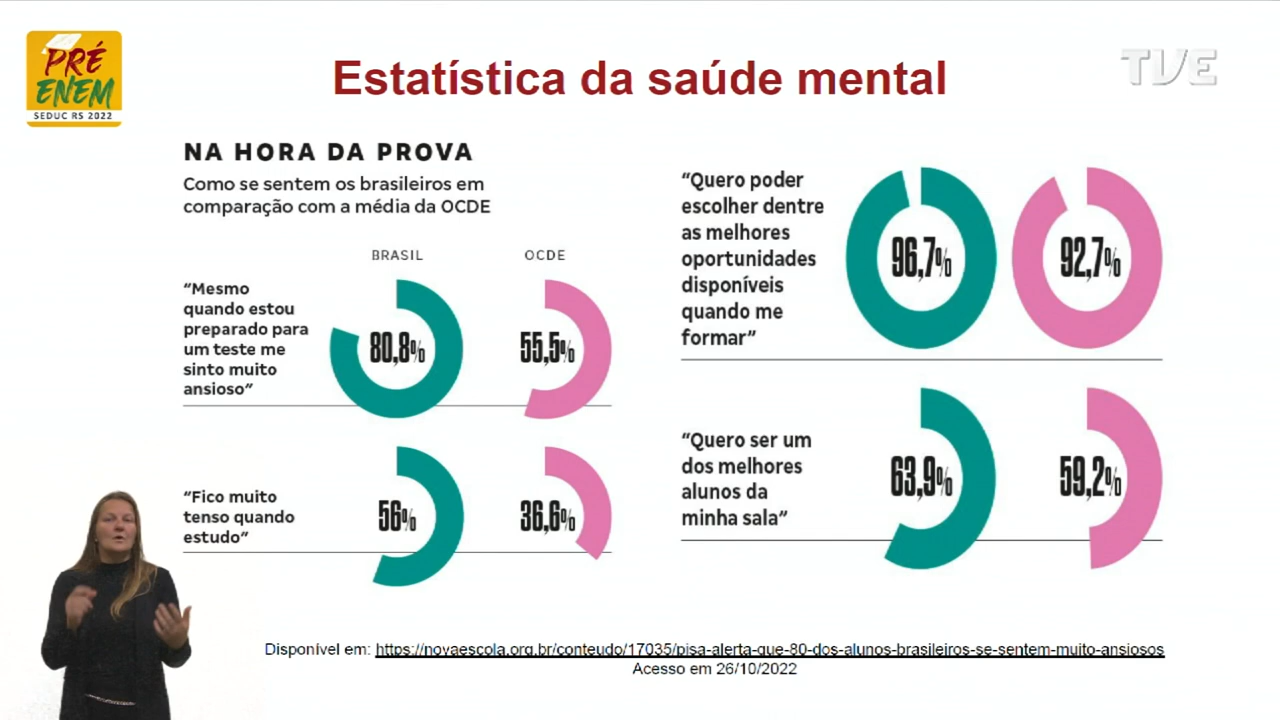 PRÉ
ENEM
SEDUC RS 2022
Estatística da saúde mental
TVE
NA HORA DA PROVA
Como se sentem os brasileiros em
comparação com a média da OCDE
BRASIL
OCDE
“Mesmo
quando estou
preparado para
um teste me
sinto muito
ansioso”
80,8%
55,5%
“Fico muito
tenso quando
estudo”
56%
36,6%
“Quero poder
escolher dentre
as melhores
oportunidades
disponíveis
quando me
formar”
96,7%
92,7%
“Quero ser um
dos melhores
alunos da
minha sala”
63,9%
59,2%
Disponível em: https://novaescola.org.br/conteudo/17035/pisa-alerta-que-80-dos-alunos-brasileiros-se-sentem-muito-ansiosos
Acesso em 26/10/2022